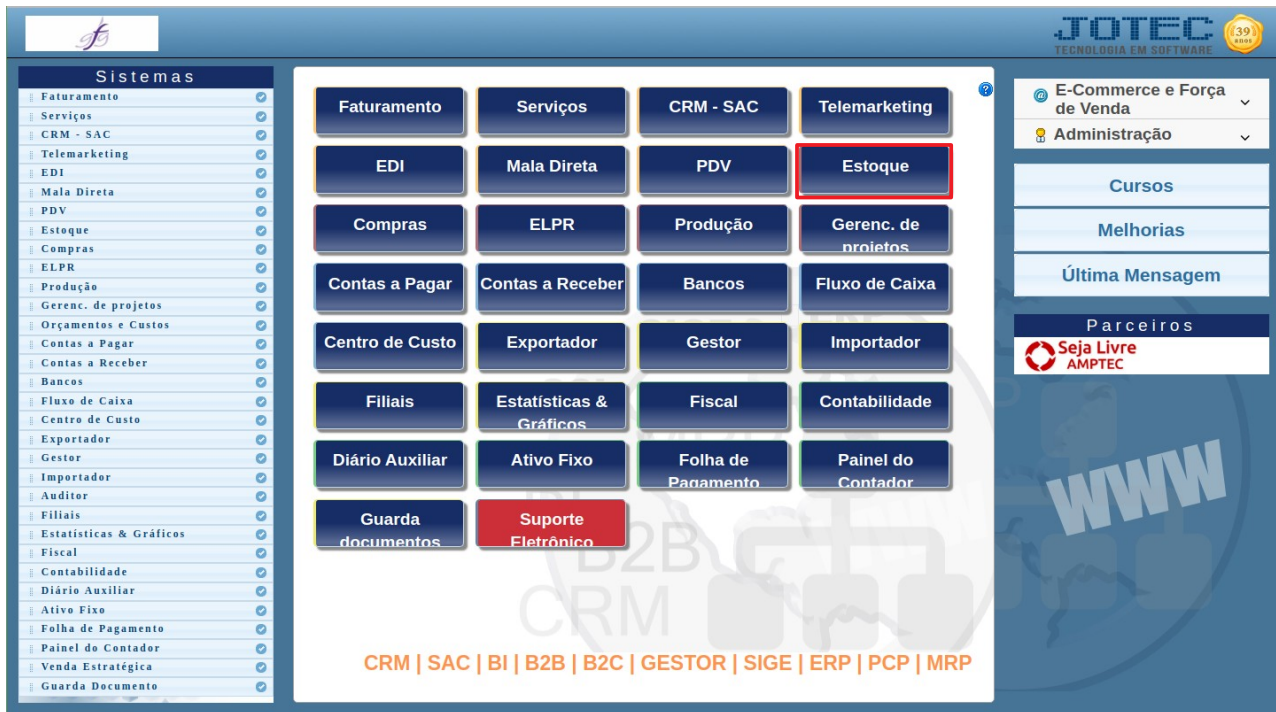 JOTEC
39
ANOS
TECNOLOGIA EM SOFTWARE
Sistemas
Faturamento
Serviços
CRM - SAC
Telemarketing
EDI
Mala Direta
PDV
Estoque
Compras
ELPR
Produção
Gerenc. de projetos
Orçamentos e Custos
Contas a Pagar
Contas a Receber
Bancos
Fluxo de Caixa
Centro de Custo
Exportador
Gestor
Importador
Auditor
Filiais
Estatísticas & Gráficos
Fiscal
Contabilidade
Diário Auxiliar
Ativo Fixo
Folha de Pagamento
Painel do Contador
Venda Estratégica
Guarda Documento
Faturamento
Serviços
CRM - SAC
Telemarketing
EDI
Mala Direta
PDV
Estoque
Compras
ELPR
Produção
Gerenc. de
projetos
Contas a Pagar
Contas a Receber
Bancos
Fluxo de Caixa
Centro de Custo
Exportador
Gestor
Importador
Filiais
Estatísticas &
Gráficos
Fiscal
Contabilidade
Diário Auxiliar
Ativo Fixo
Folha de
Pagamento
Painel do
Contador
Guarda
documentos
Suporte
Eletrônico
B2B
CRM
CRM | SAC | BI | B2B | B2C | GESTOR | SIGE | ERP | PCP | MRP
E-Commerce e Força
de Venda
Administração
Cursos
Melhorias
Última Mensagem
Parceiros
Seja Livre
AMPTEC
WWW